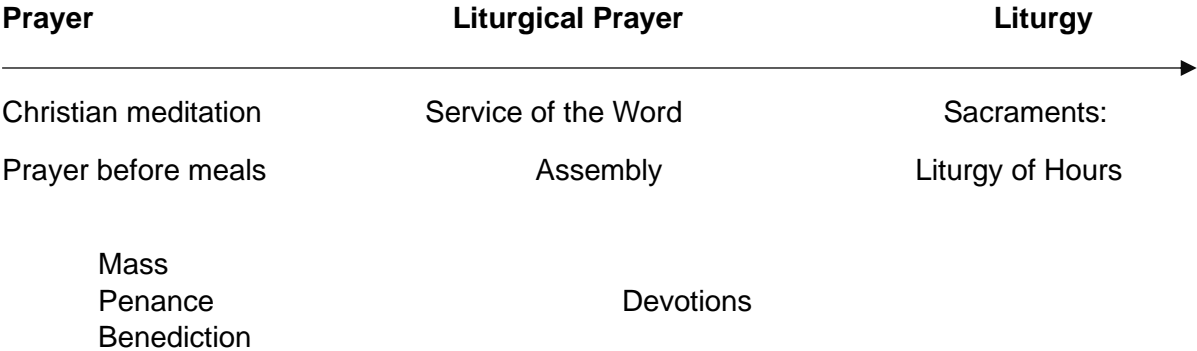 Prayer Liturgical Prayer Liturgy
Christian meditation Service of the Word Sacraments:
Prayer before meals Assembly Liturgy of Hours
Mass
Penance Devotions
Benediction